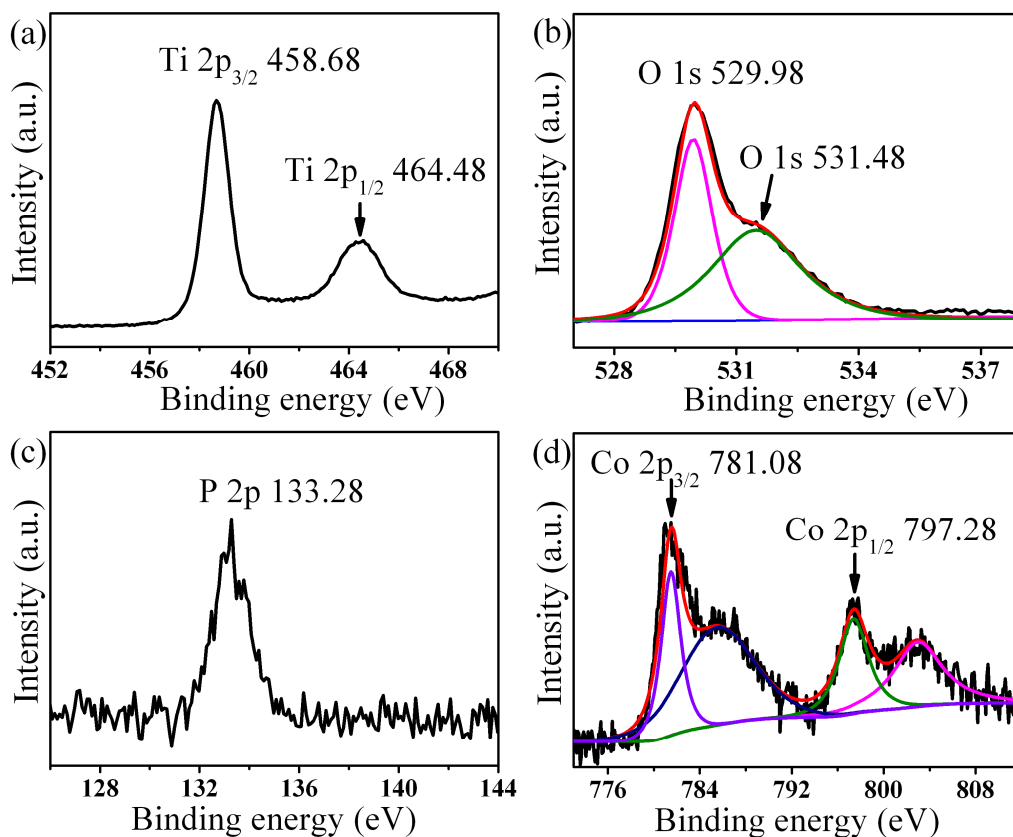 (a)
Ti 2p3/2 458.68
Ti 2p1/2 464.48
Intensity (a.u.)
452 456 460 464 468
Binding energy (eV)
(b)
O 1s 529.98
O 1s 531.48
Intensity (a.u.)
528 531 534 537
Binding energy (eV)
(c)
P 2p 133.28
Intensity (a.u.)
128 132 136 140 144
Binding energy (eV)
(d)
Co 2p3/2 781.08
Co 2p1/2 797.28
Intensity (a.u.)
776 784 792 800 808
Binding energy (eV)